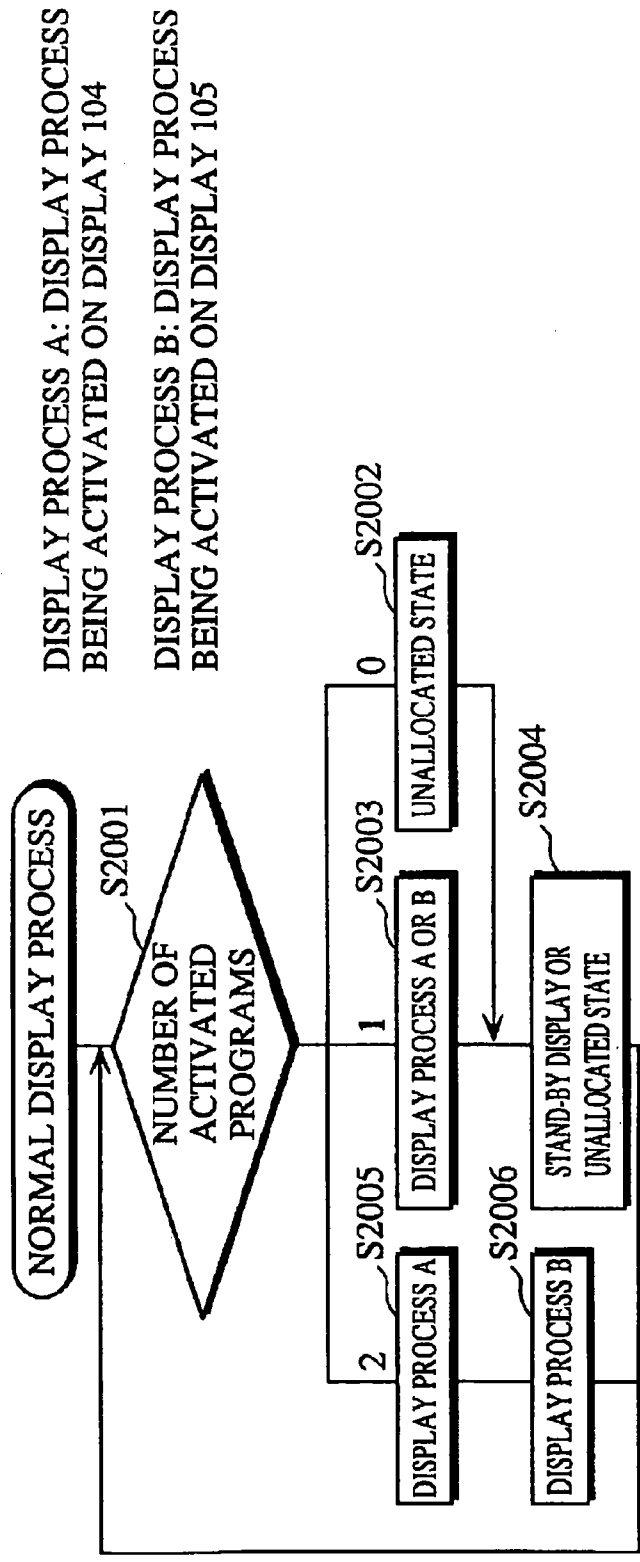 NORMAL DISPLAY PROCESS
DISPLAY PROCESS A: DISPLAY PROCESS
BEING ACTIVATED ON DISPLAY 104
DISPLAY PROCESS B: DISPLAY PROCESS
BEING ACTIVATED ON DISPLAY 105
S2001
NUMBER OF
ACTIVATED
PROGRAMS
2
1
0
S2005
S2003
S2002
DISPLAY PROCESS A
DISPLAY PROCESS A OR B
UNALLOCATED STATE
S2006
S2004
DISPLAY PROCESS B
STAND-BY DISPLAY OR
UNALLOCATED STATE